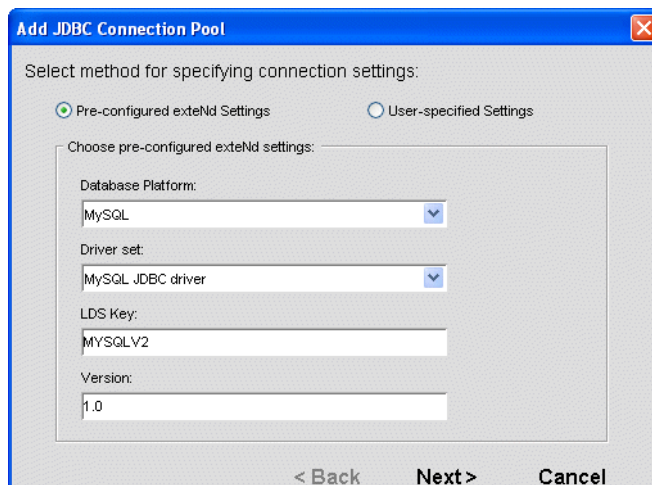 Add JDBC Connection Pool
Select method for specifying connection settings:
Pre-configured exteNd Settings User-specified Settings
Choose pre-configured exteNd settings:
Database Platform:
MySQL
Driver set:
MySQL JDBC driver
LDS Key:
MYSQLV2
Version:
1.0
< Back Next > Cancel